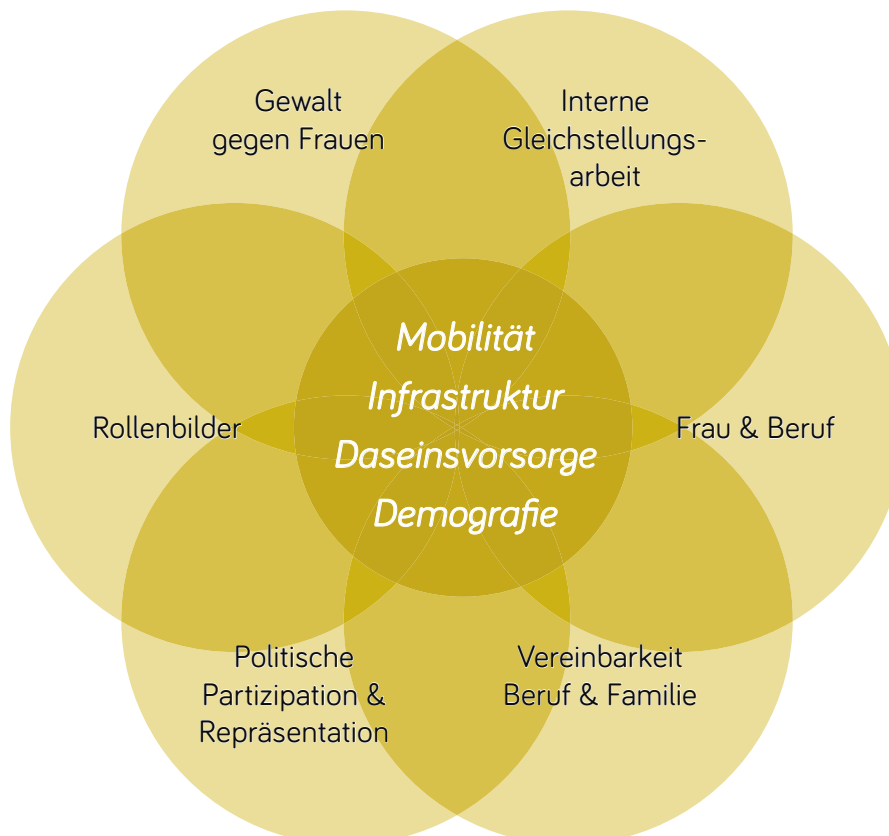 Gewalt
gegen Frauen
Interne
Gleichstellungs-
arbeit
Mobilität
Infrastruktur
Daseinsvorsorge
Demografie
Rollenbilder
Frau & Beruf
Politische
Partizipation &
Repräsentation
Vereinbarkeit
Beruf & Familie